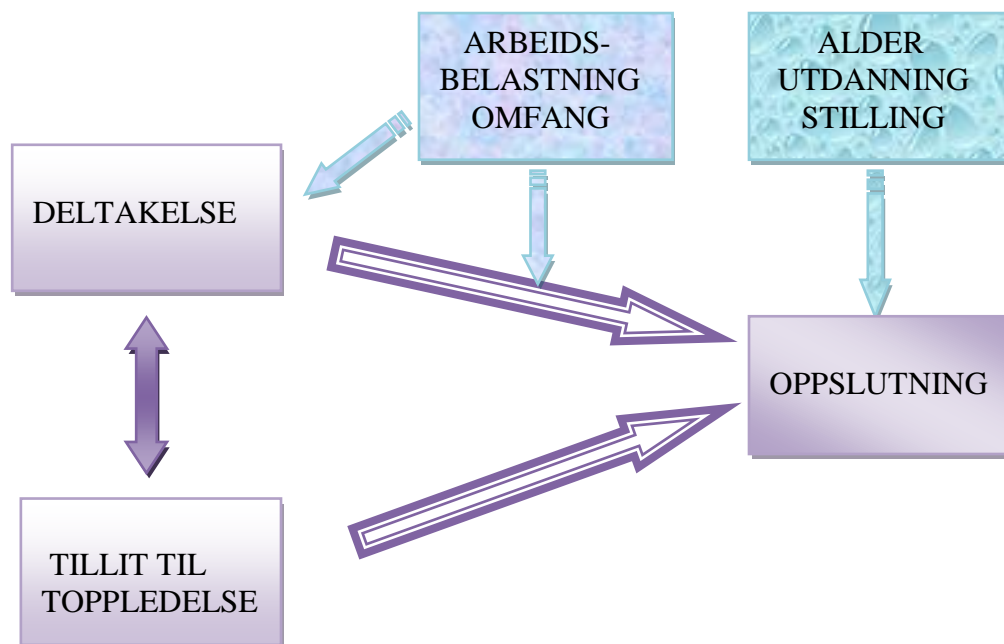 ARBEIDS-
BELASTNING
OMFANG
ALDER
UTDANNING
STILLING
DELTAKELSE
OPPSLUTNING
TILLIT TIL
TOPPLEDELSE